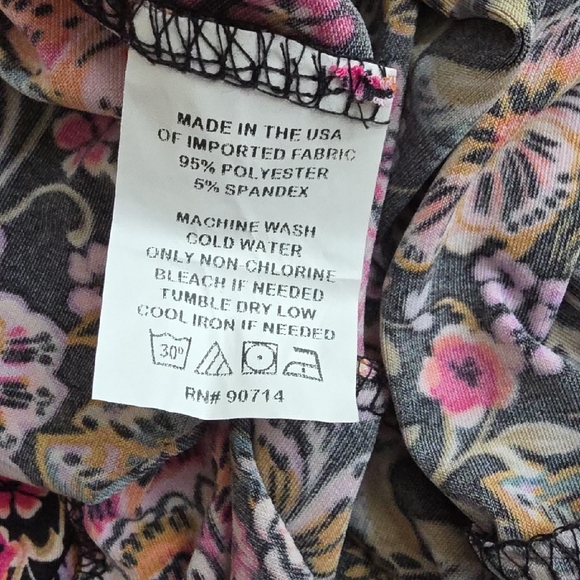 MADE IN THE USA
OF IMPORTED FABRIC
95% POLYESTER
5% SPANDEX
MACHINE WASH
COLD WATER
ONLY NON-CHLORINE
BLEACH IF NEEDED
TUMBLE DRY LOW
COOL IRON IF NEEDED
30°
RN# 90714